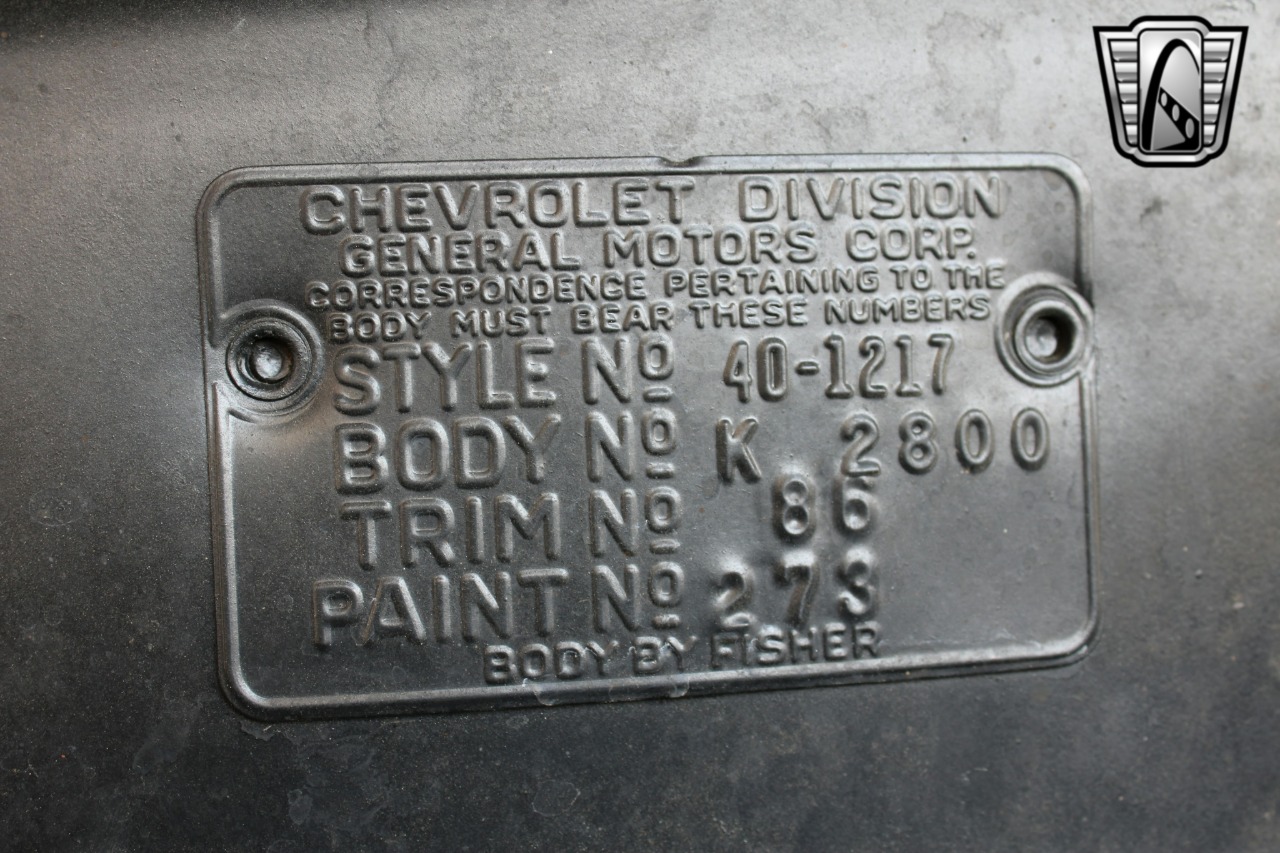 CHEVROLET DIVISION
GENERAL MOTORS CORP.
CORRESPONDENCE PERTAINING TO THE
BODY MUST BEAR THESE NUMBERS
STYLE Nº 40-1217
BODY Nº K 2800
TRIM Nº 86
PAINT Nº 273
BODY BY FISHER